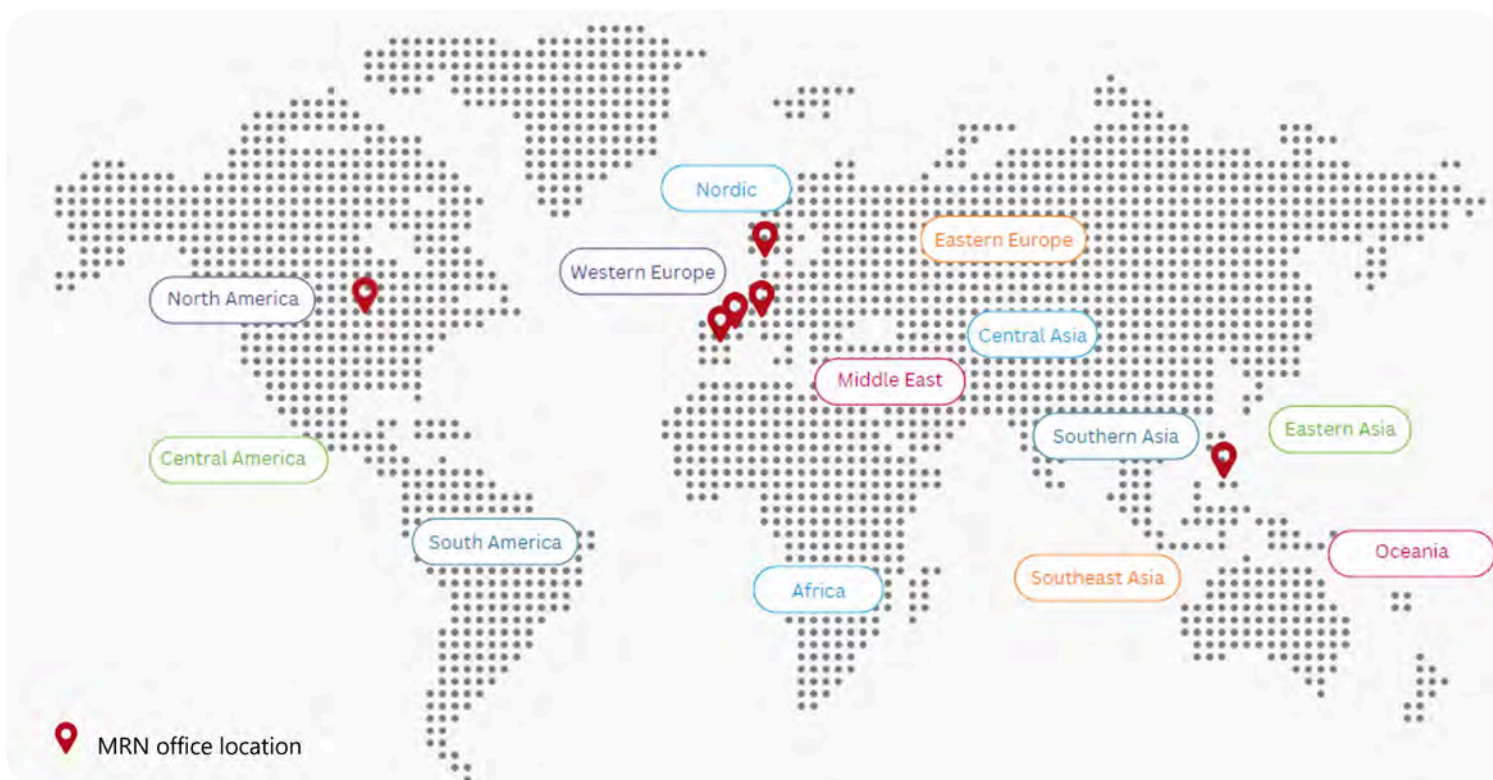 Nordic
Eastern Europe
Western Europe
North America
Central Asia
Middle East
Southern Asia
Eastern Asia
Central America
South America
Oceania
Southeast Asia
Africa
MRN office location